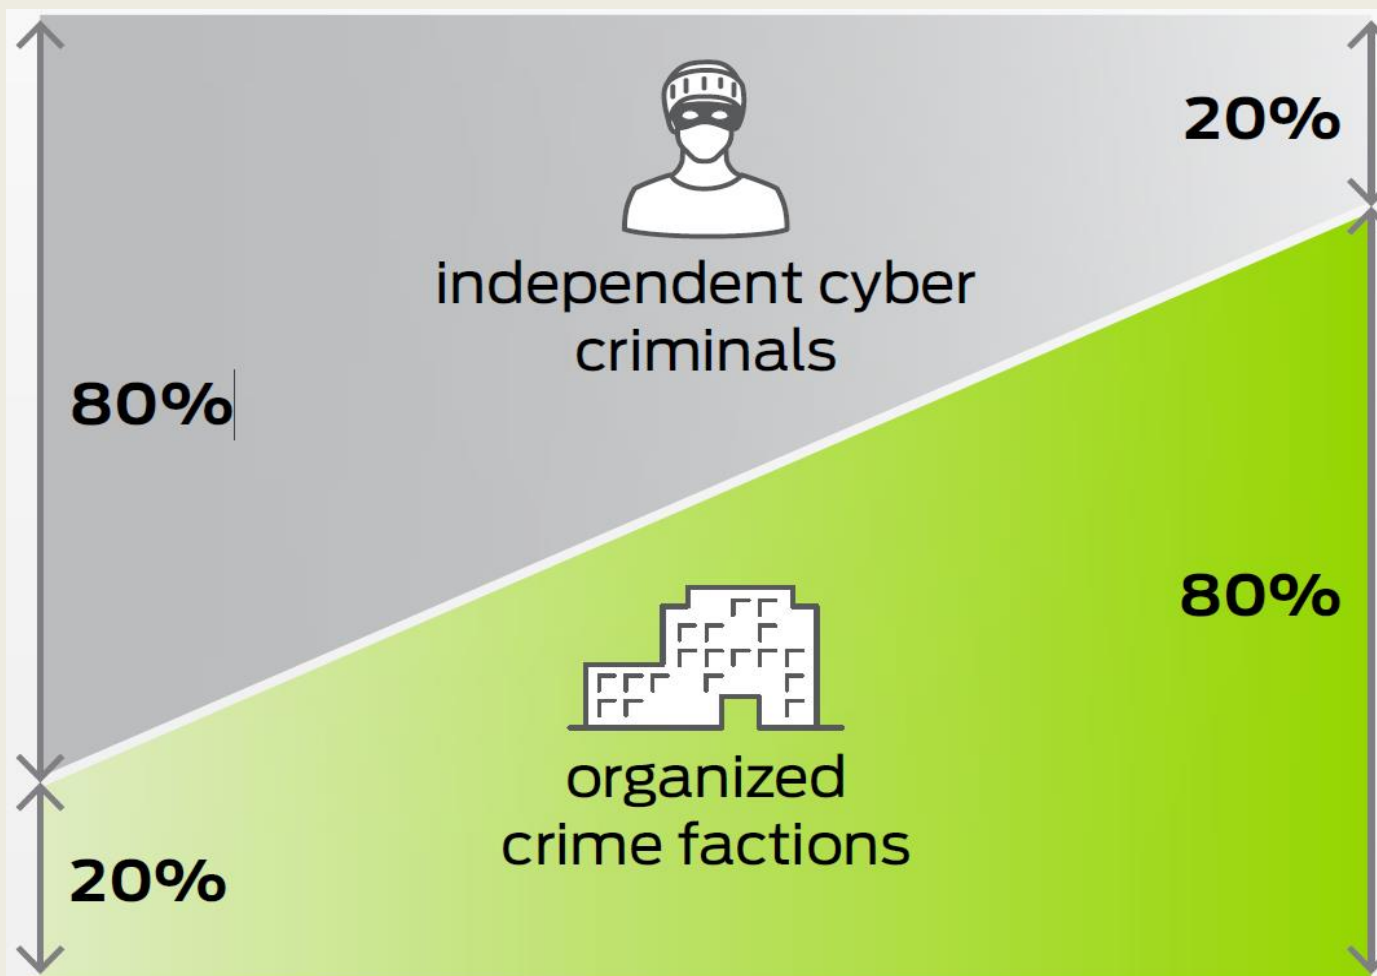 20%
independent cyber
criminals
80%
80%
organized
crime factions
20%